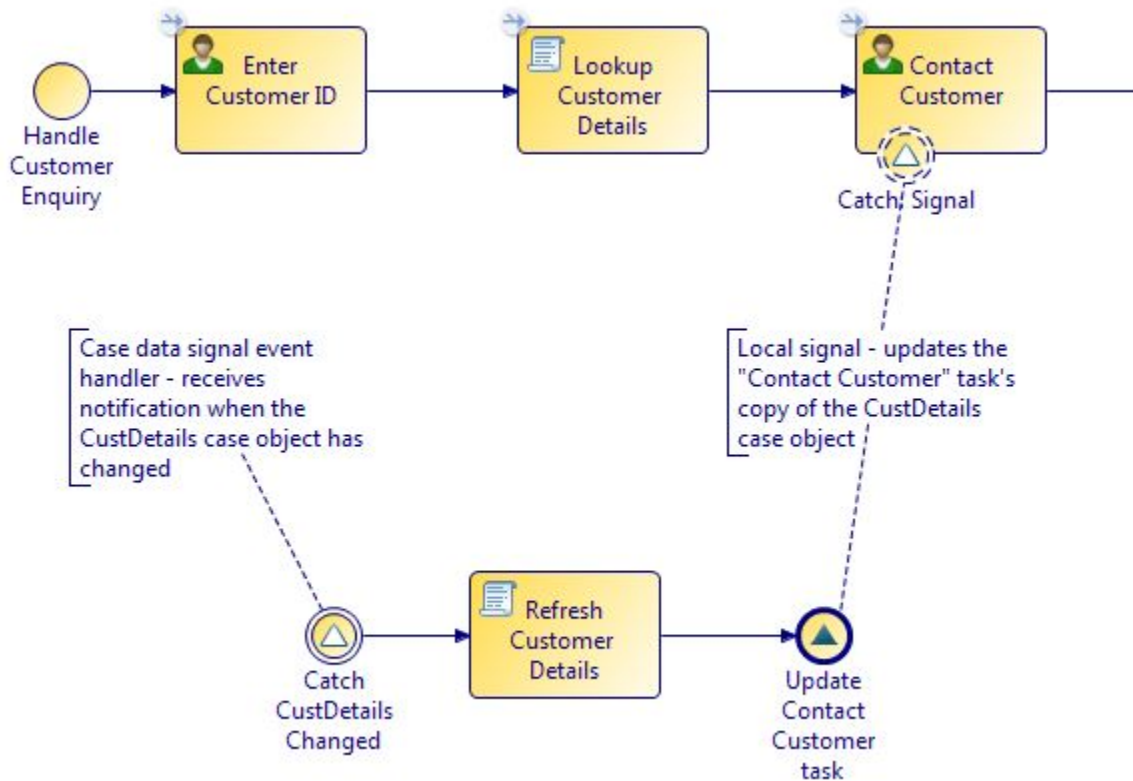 Enter
Customer ID
Lookup
Customer
Details
Contact
Customer
Handle
Customer
Enquiry
Catch Signal
Case data signal event
handler - receives
notification when the
CustDetails case object has
changed
Local signal - updates the
"Contact Customer" task's
copy of the CustDetails
case object
Refresh
Customer
Details
Catch
CustDetails
Changed
Update
Contact
Customer
task